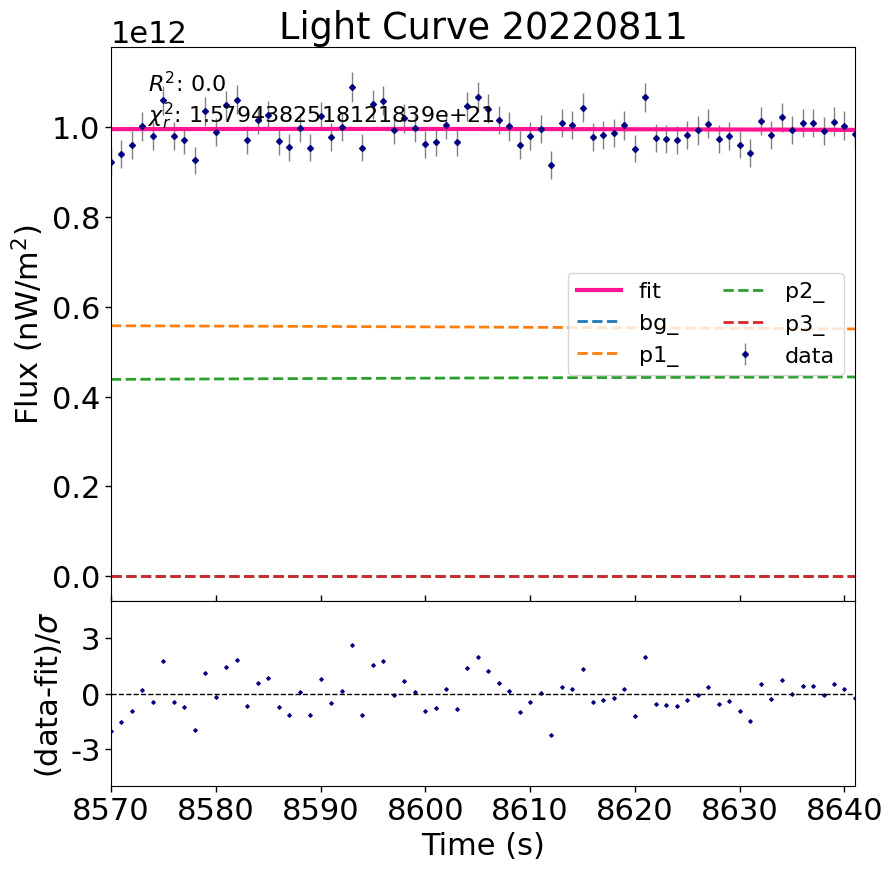 Light Curve 20220811
1e12
R²: 0.0
χ²ᵣ: 1.5794382518121839e+21
1.0
0.8
0.6
0.4
0.2
0.0
Flux (nW/m²)
fit
bg_
p1_
p2_
p3_
data
3
0
-3
(data-fit)/σ
8570 8580 8590 8600 8610 8620 8630 8640
Time (s)